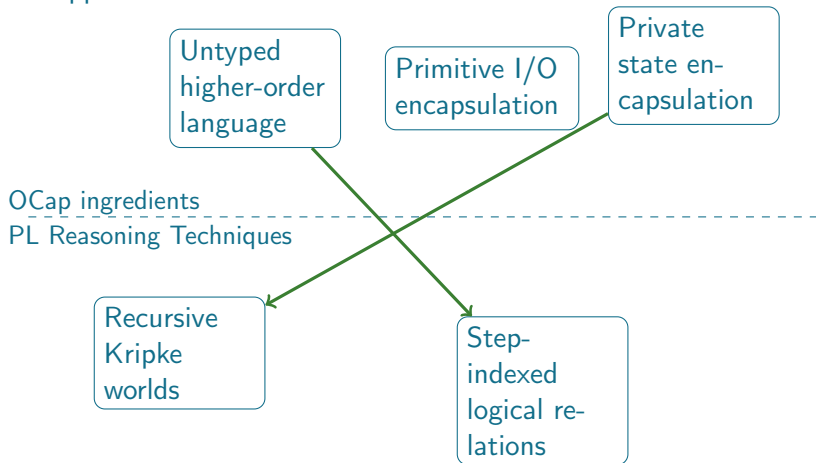 Untyped
higher-order
language
Primitive I/O
encapsulation
Private
state en-
capsulation
OCap ingredients
PL Reasoning Techniques
Recursive
Kripke
worlds
Step-
indexed
logical re-
lations